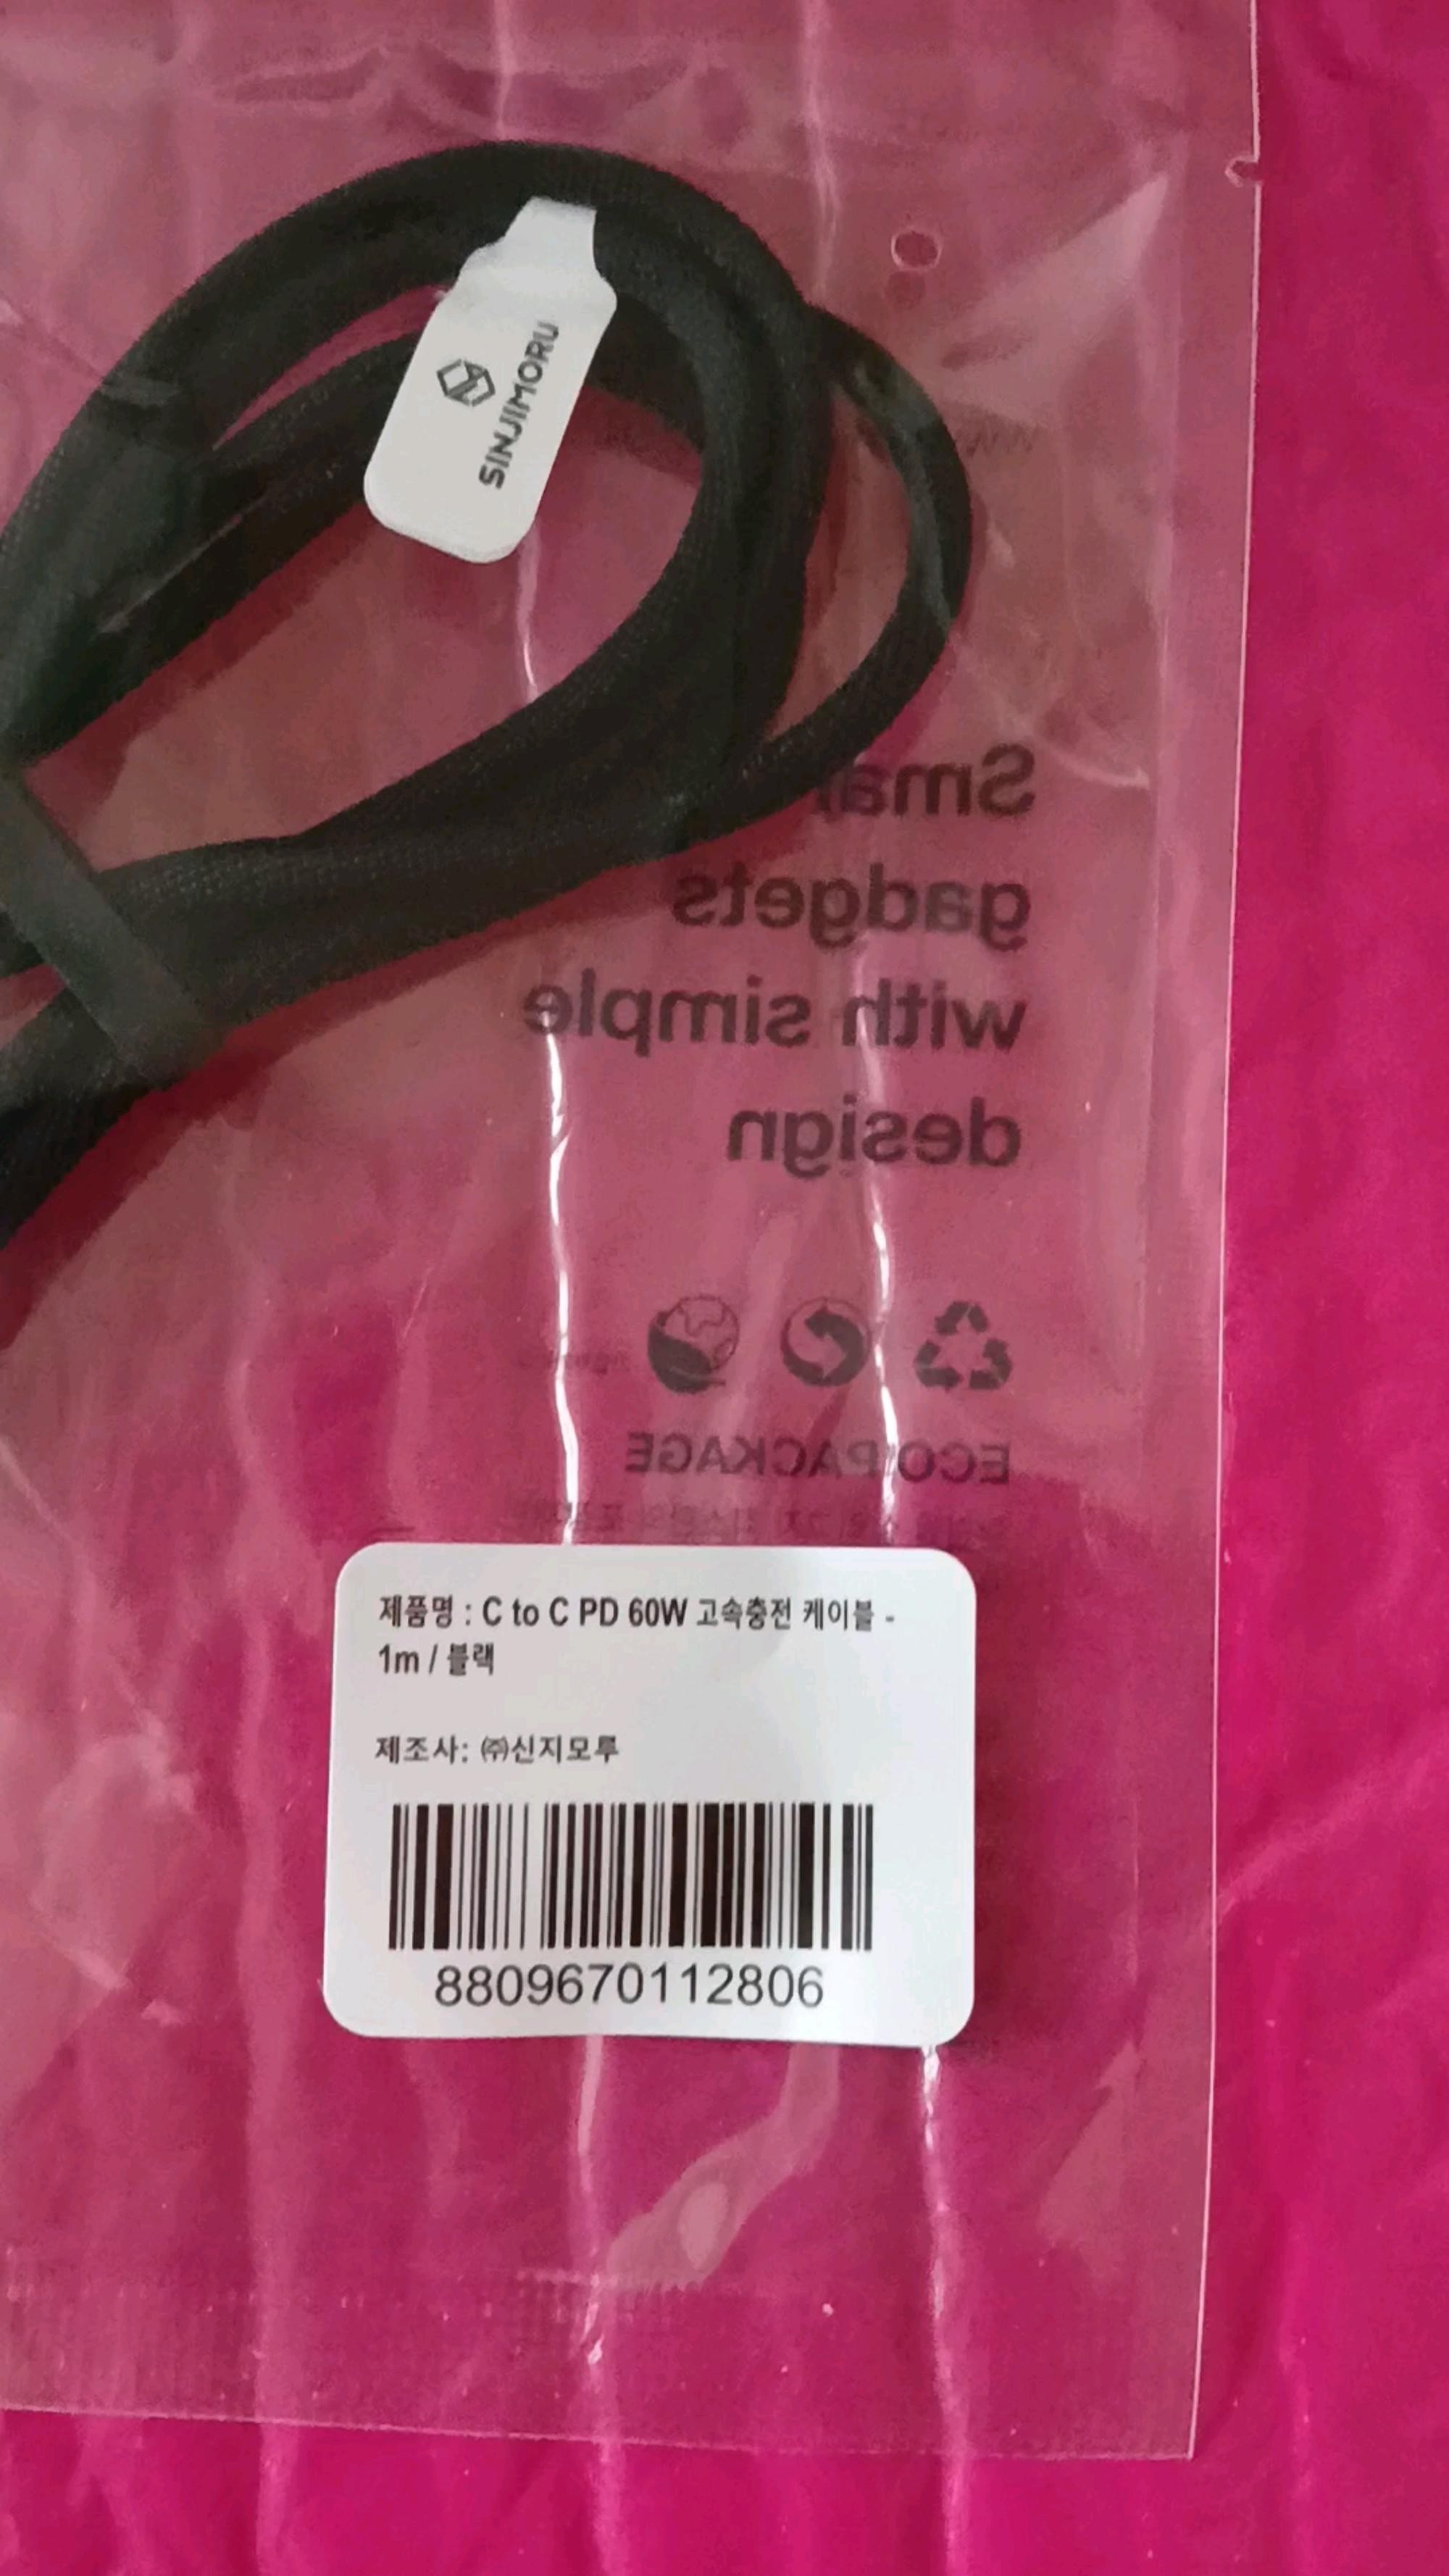 SINJIMORU
Smar
gadgets
with simple
design
ECO PACKAGE
제품명 : C to C PD 60W 고속충전 케이블 -
1m / 블랙
제조사: ㈜신지모루
8809670112806